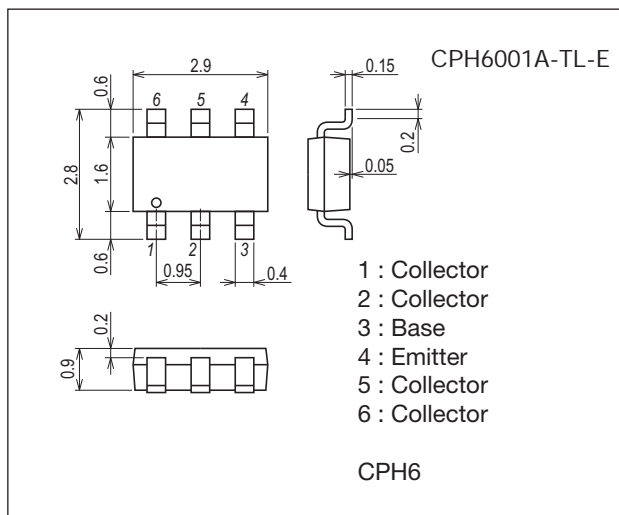 CPH6001A-TL-E
2.9
0.15
0.6
6 5 4
0.2
2.8
1.6
0.05
0.6
1 2 3
0.95
0.4
0.2
0.9
1 : Collector
2 : Collector
3 : Base
4 : Emitter
5 : Collector
6 : Collector
CPH6